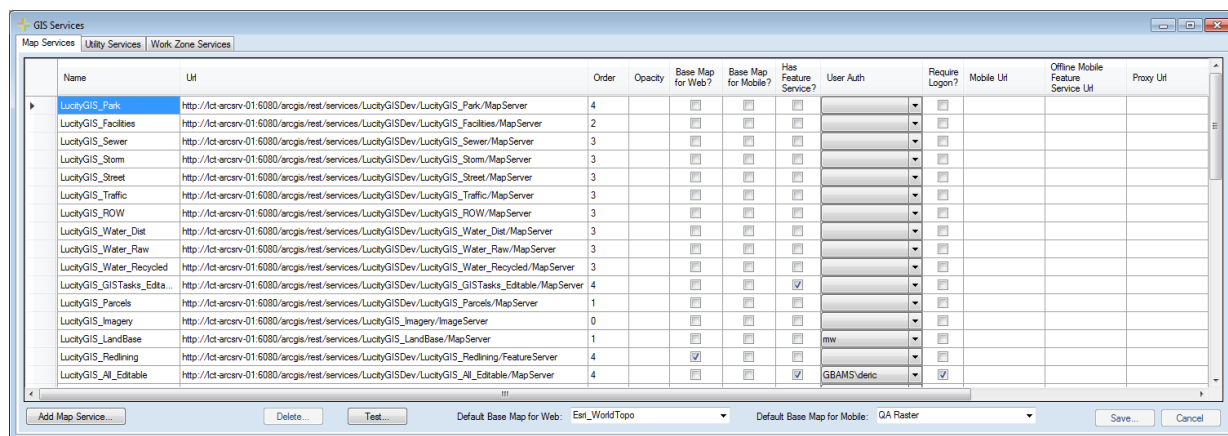 GIS Services
Map Services Utility Services Work Zone Services
Name Url Order Opacity Base Map for Web? Base Map for Mobile? Has Feature Service? User Auth Require Logon? Mobile Url Offline Mobile Feature Service Url Proxy Url
LucityGIS_Park http://lct-arcsrv-01:6080/arcgis/rest/services/LucityGISDev/LucityGIS_Park/MapServer 4
LucityGIS_Facilities http://lct-arcsrv-01:6080/arcgis/rest/services/LucityGISDev/LucityGIS_Facilities/MapServer 2
LucityGIS_Sewer http://lct-arcsrv-01:6080/arcgis/rest/services/LucityGISDev/LucityGIS_Sewer/MapServer 3
LucityGIS_Storm http://lct-arcsrv-01:6080/arcgis/rest/services/LucityGISDev/LucityGIS_Storm/MapServer 3
LucityGIS_Street http://lct-arcsrv-01:6080/arcgis/rest/services/LucityGISDev/LucityGIS_Street/MapServer 3
LucityGIS_Traffic http://lct-arcsrv-01:6080/arcgis/rest/services/LucityGISDev/LucityGIS_Traffic/MapServer 3
LucityGIS_ROW http://lct-arcsrv-01:6080/arcgis/rest/services/LucityGISDev/LucityGIS_ROW/MapServer 3
LucityGIS_Water_Dist http://lct-arcsrv-01:6080/arcgis/rest/services/LucityGISDev/LucityGIS_Water_Dist/MapServer 3
LucityGIS_Water_Raw http://lct-arcsrv-01:6080/arcgis/rest/services/LucityGISDev/LucityGIS_Water_Raw/MapServer 3
LucityGIS_Water_Recycled http://lct-arcsrv-01:6080/arcgis/rest/services/LucityGISDev/LucityGIS_Water_Recycled/MapServer 3
LucityGIS_GISTasks_Edita... http://lct-arcsrv-01:6080/arcgis/rest/services/LucityGISDev/LucityGIS_GISTasks_Editable/MapServer 4
LucityGIS_Parcels http://lct-arcsrv-01:6080/arcgis/rest/services/LucityGISDev/LucityGIS_Parcels/MapServer 1
LucityGIS_Imagery http://lct-arcsrv-01:6080/arcgis/rest/services/LucityGIS_Imagery/ImageServer 0
LucityGIS_LandBase http://lct-arcsrv-01:6080/arcgis/rest/services/LucityGIS_LandBase/MapServer 1 mw
LucityGIS_Redlining http://lct-arcsrv-01:6080/arcgis/rest/services/LucityGISDev/LucityGIS_Redlining/FeatureServer 4
LucityGIS_All_Editable http://lct-arcsrv-01:6080/arcgis/rest/services/LucityGISDev/LucityGIS_All_Editable/MapServer 4 GBAMS\deric
Add Map Service... Delete... Test... Default Base Map for Web: Esri_WorldTopo Default Base Map for Mobile: QA Raster Save... Cancel